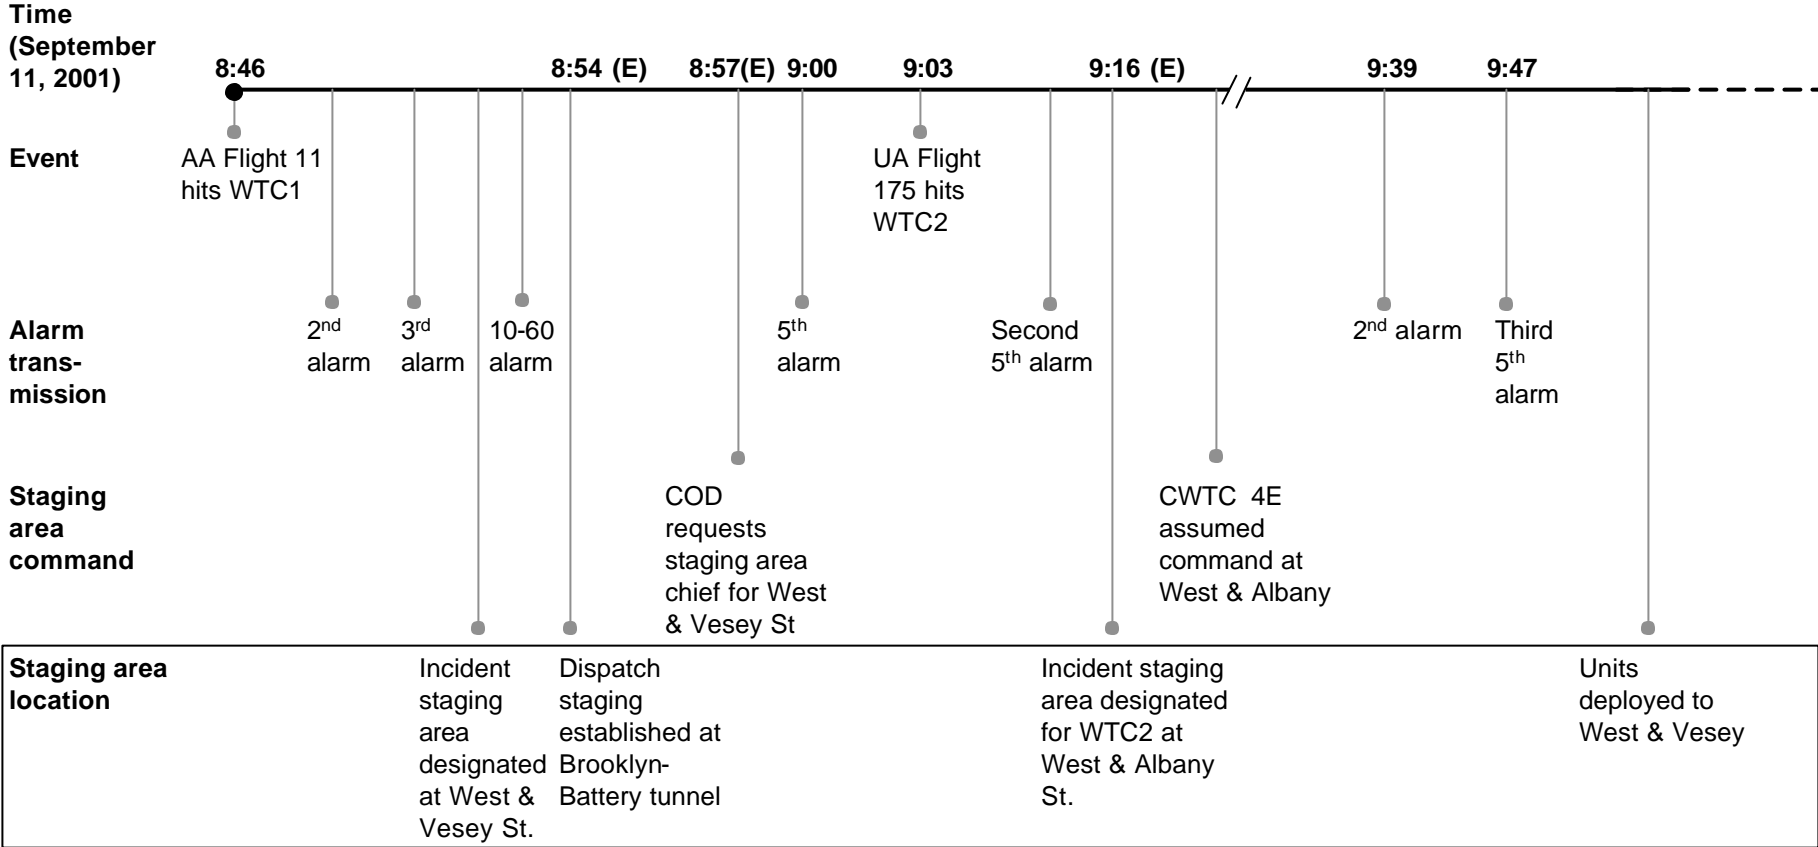 Time
(September
11, 2001)
8:46 8:54 (E) 8:57(E) 9:00 9:03 9:16 (E) 9:39 9:47
Event
AA Flight 11
hits WTC1
UA Flight
175 hits
WTC2
Alarm
trans-
mission
2nd
alarm
3rd
alarm
10-60
alarm
5th
alarm
Second
5th alarm
2nd alarm
Third
5th
alarm
Staging
area
command
COD
requests
staging area
chief for West
& Vesey St
CWTC 4E
assumed
command at
West & Albany
Staging area
location
Incident
staging
area
designated
at West &
Vesey St.
Dispatch
staging
established at
Brooklyn-
Battery tunnel
Incident staging
area designated
for WTC2 at
West & Albany
St.
Units
deployed to
West & Vesey